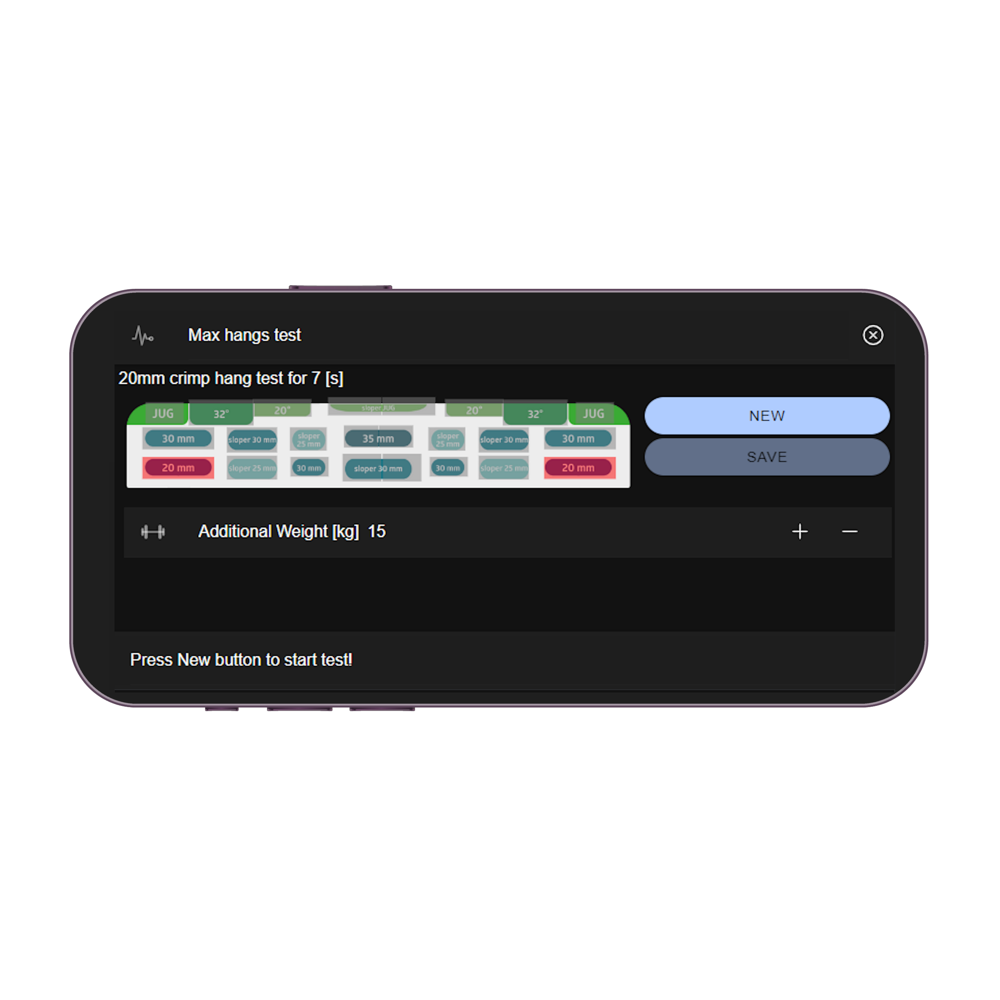 Max hangs test
20mm crimp hang test for 7 [s]
JUG 32° 20° sloper JUG 20° 32° JUG
30 mm sloper 30 mm sloper 25 mm 35 mm sloper 25 mm sloper 30 mm 30 mm
20 mm sloper 25 mm 30 mm sloper 30 mm 30 mm sloper 25 mm 20 mm
NEW
SAVE
Additional Weight [kg] 15
Press New button to start test!